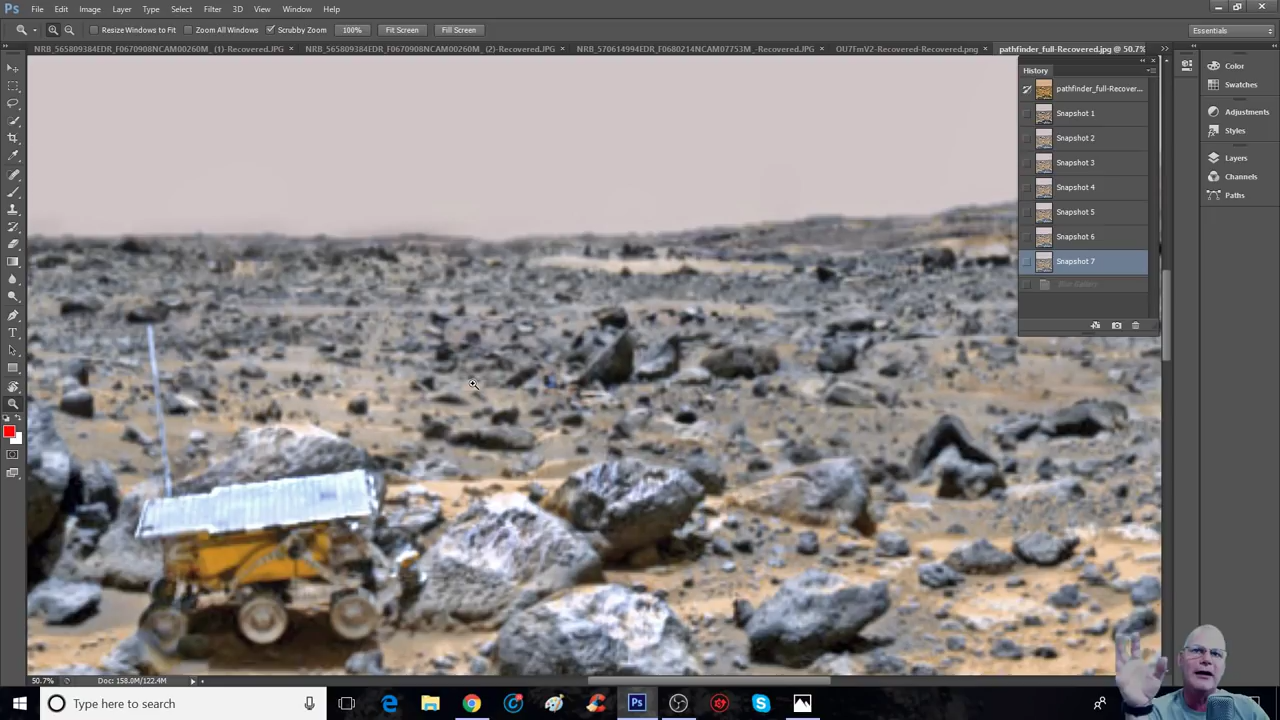 Ps File Edit Image Layer Type Select Filter 3D View Window Help
Resize Windows to Fit Zoom All Windows Scrubby Zoom 100% Fit Screen Fill Screen Essentials
NRB_565809384EDR_F0670908NCAM00260M_ (1)-Recovered.JPG × NRB_565809384EDR_F0670908NCAM00260M_ (2)-Recovered.JPG × NRB_570614994EDR_F0680214NCAM07753M_-Recovered.JPG × OU7FmV2-Recovered-Recovered.png × pathfinder_full-Recovered.jpg @ 50.7%
History
pathfinder_full-Recover...
Snapshot 1
Snapshot 2
Snapshot 3
Snapshot 4
Snapshot 5
Snapshot 6
Snapshot 7
Blur Gallery
Color
Swatches
Adjustments
Styles
Layers
Channels
Paths
50.7% Doc: 158.0M/122.4M
Type here to search